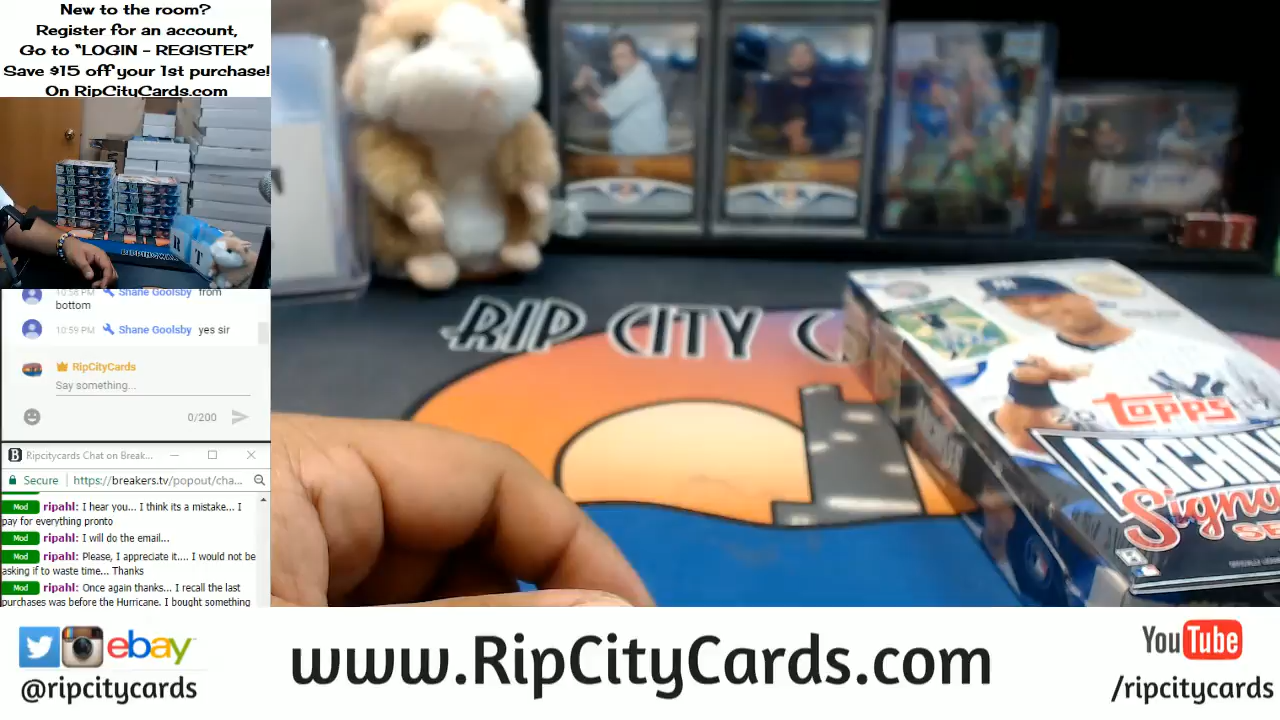 New to the room?
Register for an account,
Go to “LOGIN - REGISTER”
Save $15 off your 1st purchase!
On RipCityCards.com
10:58 PM Shane Goolsby from
bottom
10:59 PM Shane Goolsby yes sir
RipCityCards
Say something...
0/200
Ripcitycards Chat on Break...
Secure https://breakers.tv/popout/cha...
Mod ripahl: I hear you... I think its a mistake... I
pay for everything pronto
Mod ripahl: I will do the email...
Mod ripahl: Please, I appreciate it.... I would not be
asking if to waste time... Thanks
Mod ripahl: Once again thanks... I recall the last
purchases was before the Hurricane. I bought something
RIP CITY C
topps
ARCHIV
Signa
SE
ebay
@ripcitycards
www.RipCityCards.com
YouTube
/ripcitycards